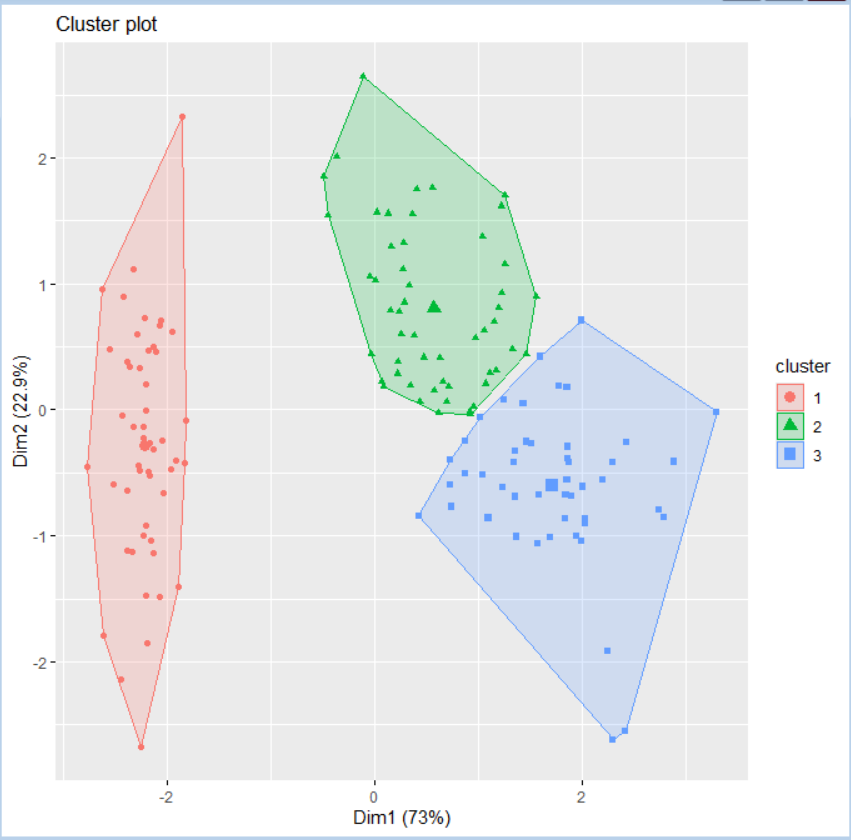 Cluster plot
2
1
0
-1
-2
Dim2 (22.9%)
-2 0 2
Dim1 (73%)
cluster
1
2
3